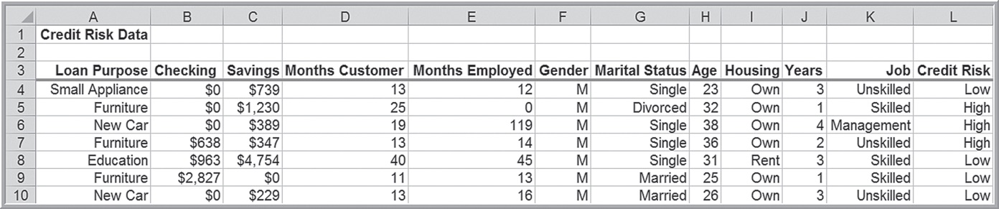 A B C D E F G H I J K L
1 Credit Risk Data
2
3 Loan Purpose Checking Savings Months Customer Months Employed Gender Marital Status Age Housing Years Job Credit Risk
4 Small Appliance $0 $739 13 12 M Single 23 Own 3 Unskilled Low
5 Furniture $0 $1,230 25 0 M Divorced 32 Own 1 Skilled High
6 New Car $0 $389 19 119 M Single 38 Own 4 Management High
7 Furniture $638 $347 13 14 M Single 36 Own 2 Unskilled High
8 Education $963 $4,754 40 45 M Single 31 Rent 3 Skilled Low
9 Furniture $2,827 $0 11 13 M Married 25 Own 1 Skilled Low
10 New Car $0 $229 13 16 M Married 26 Own 3 Unskilled Low